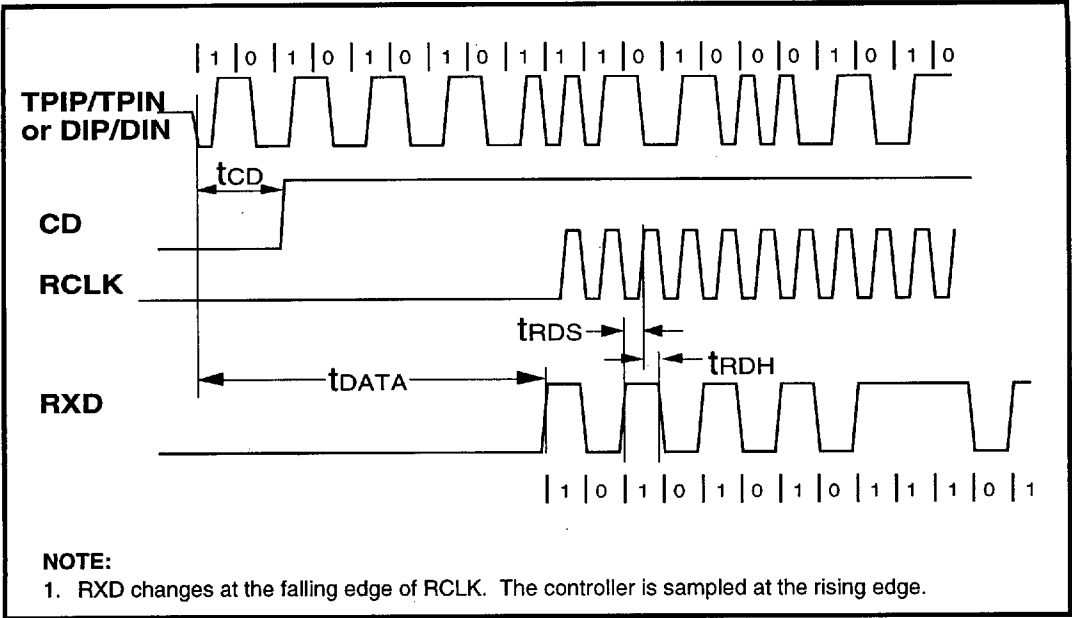 1 0 1 0 1 0 1 0 1 1 1 0 1 0 0 0 1 0 1 0
TPIP/TPIN
or DIP/DIN
tCD
CD
RCLK
tRDS
tRDH
tDATA
RXD
1 0 1 0 1 0 1 0 1 1 1 0 1
NOTE:
1. RXD changes at the falling edge of RCLK. The controller is sampled at the rising edge.